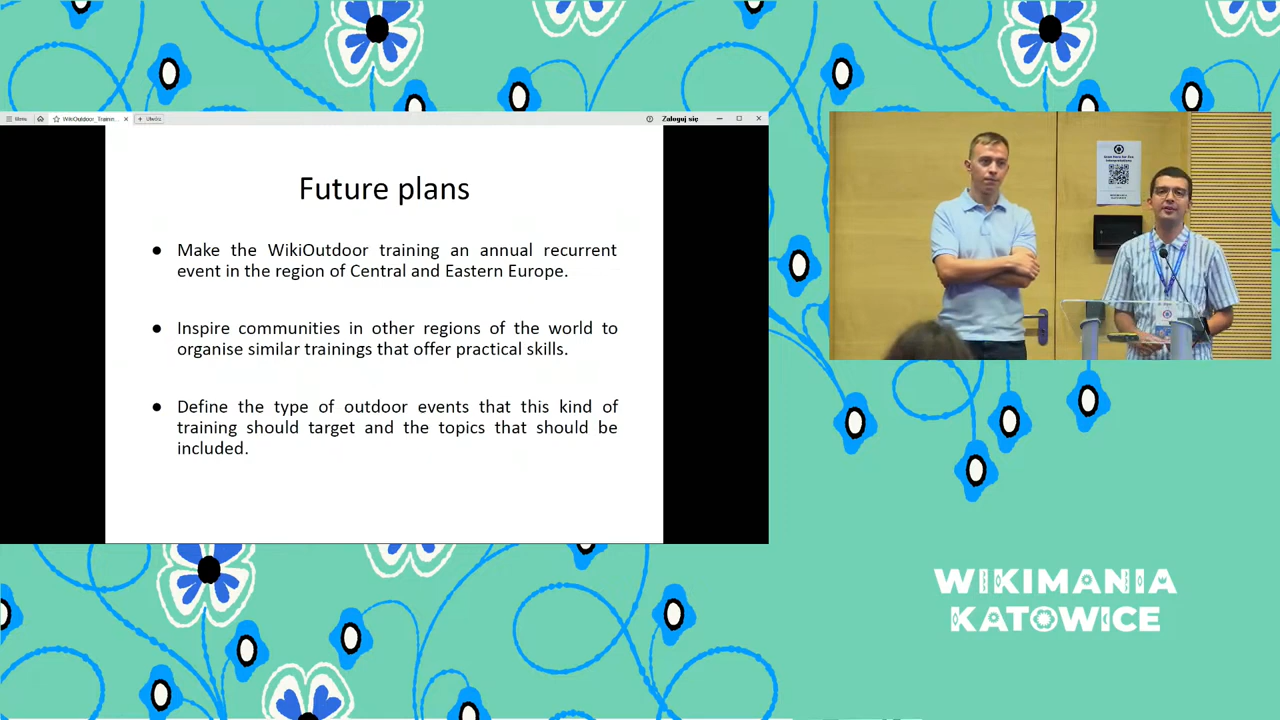 Menu
WikiOutdoor_Trainin...
+ Utwórz
Zaloguj się
Future plans
● Make the WikiOutdoor training an annual recurrent
event in the region of Central and Eastern Europe.
● Inspire communities in other regions of the world to
organise similar trainings that offer practical skills.
● Define the type of outdoor events that this kind of
training should target and the topics that should be
included.
WIKIMANIA
KATOWICE